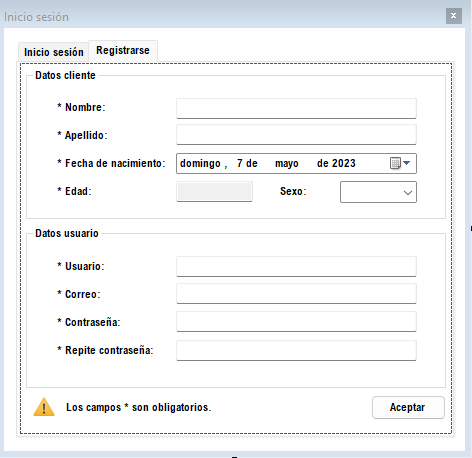 Inicio sesión
Inicio sesión Registrarse
Datos cliente
* Nombre:
* Apellido:
* Fecha de nacimiento: domingo , 7 de mayo de 2023
* Edad: Sexo:
Datos usuario
* Usuario:
* Correo:
* Contraseña:
* Repite contraseña:
Los campos * son obligatorios. Aceptar